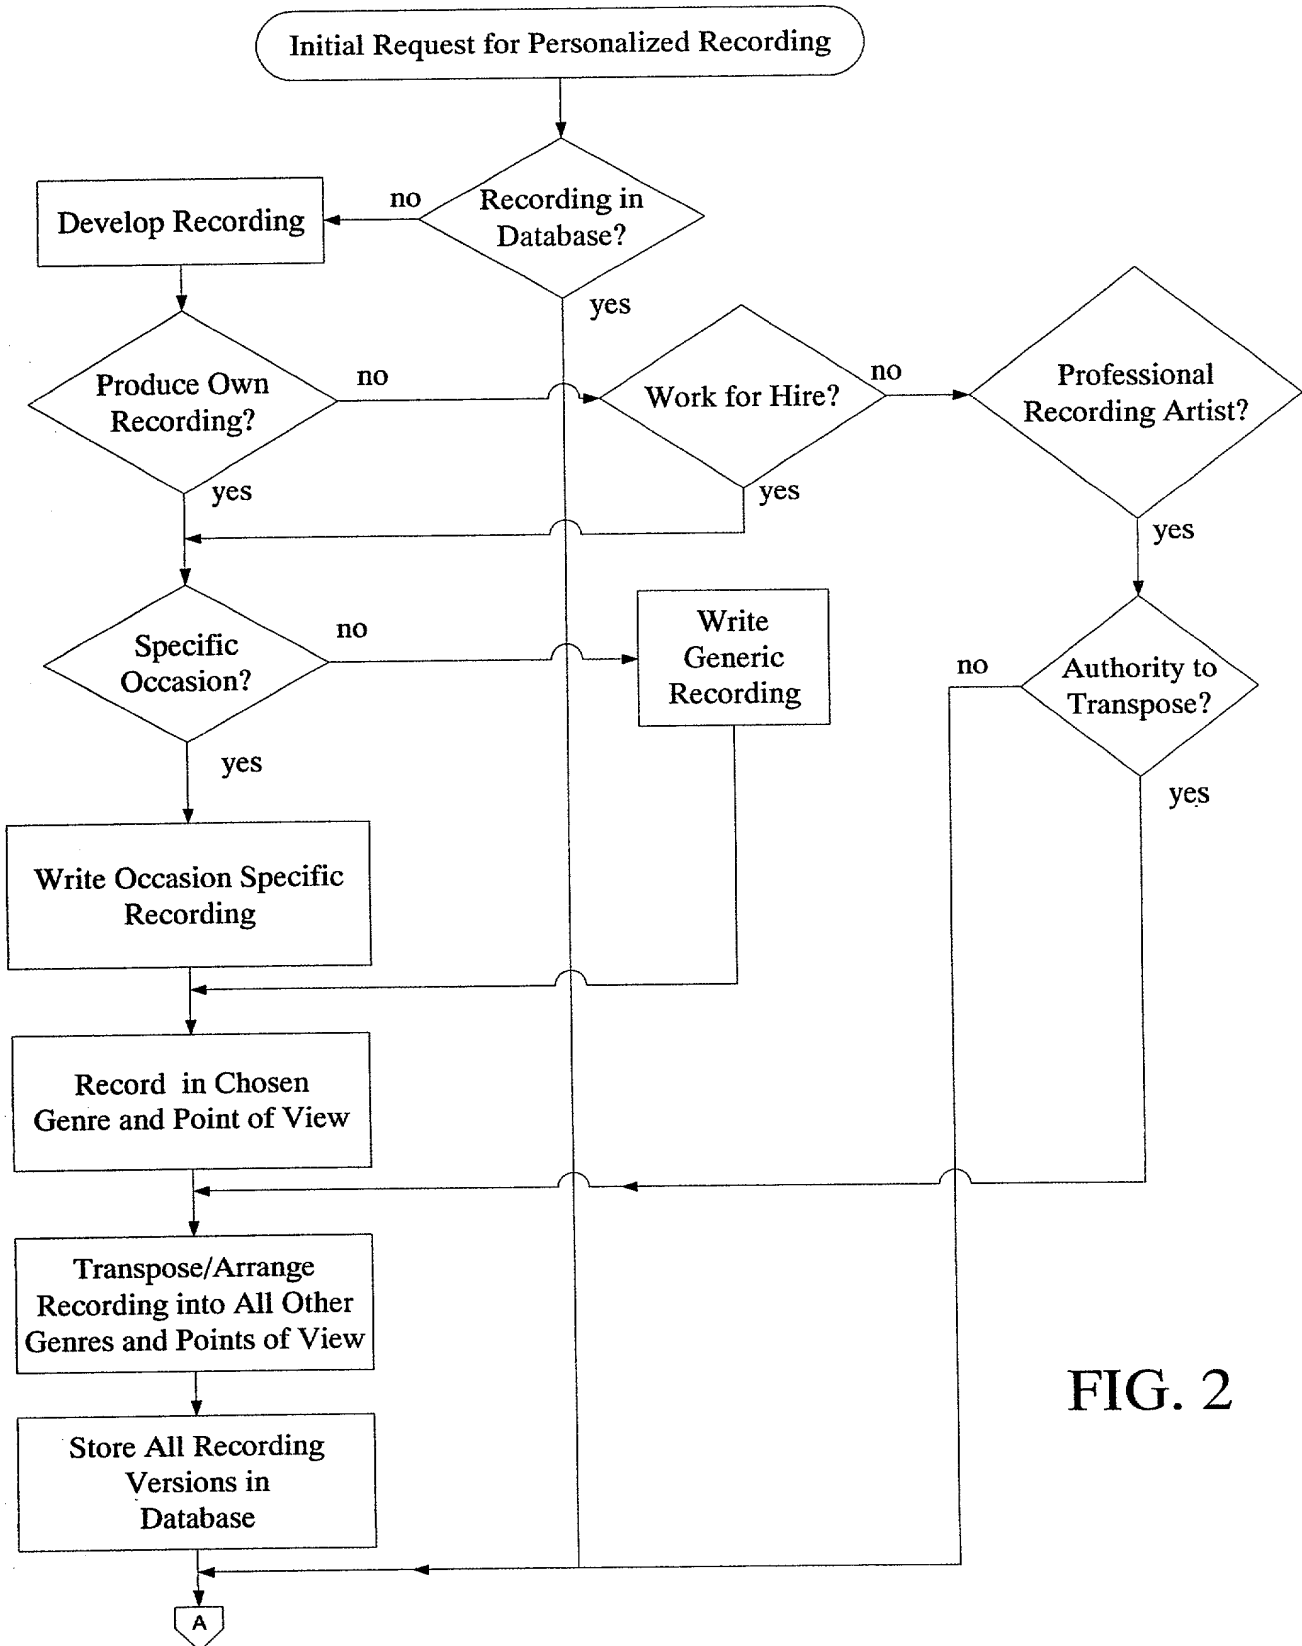 Initial Request for Personalized Recording
Recording in
Database?
no
yes
Develop Recording
Produce Own
Recording?
no
yes
Work for Hire?
no
yes
Professional
Recording Artist?
yes
Specific
Occasion?
no
yes
Write
Generic
Recording
Authority to
Transpose?
no
yes
Write Occasion Specific
Recording
Record in Chosen
Genre and Point of View
Transpose/Arrange
Recording into All Other
Genres and Points of View
Store All Recording
Versions in
Database
A
FIG. 2